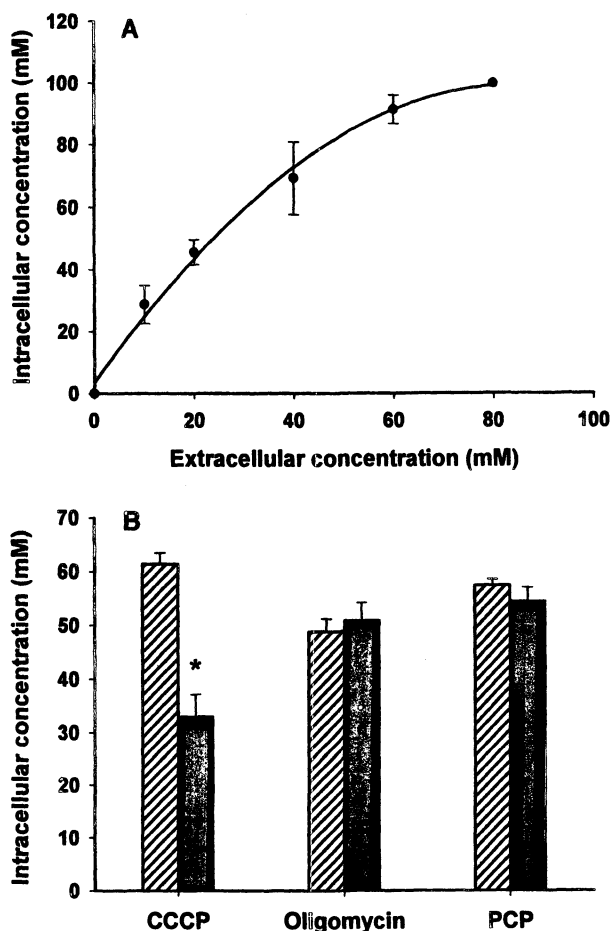 A
Intracellular concentration (mM)
120
100
80
60
40
20
0
0 20 40 60 80 100
Extracellular concentration (mM)
B
Intracellular concentration (mM)
70
60
50
40
30
20
10
0
*
CCCP Oligomycin PCP